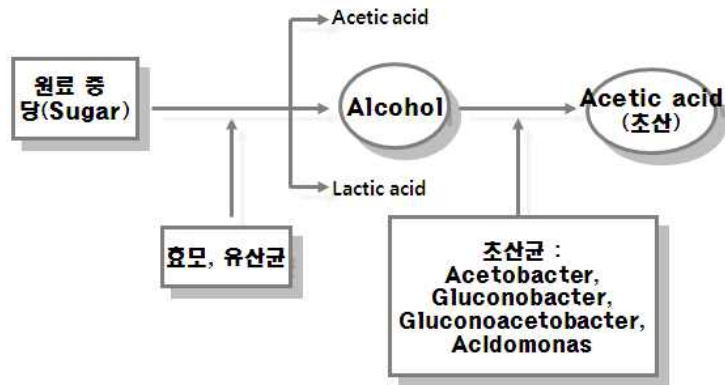 Acetic acid
원료 중
당(Sugar)
Alcohol
Acetic acid
(초산)
Lactic acid
효모, 유산균
초산균 :
Acetobacter,
Gluconobacter,
Gluconoacetobacter,
Acidomonas